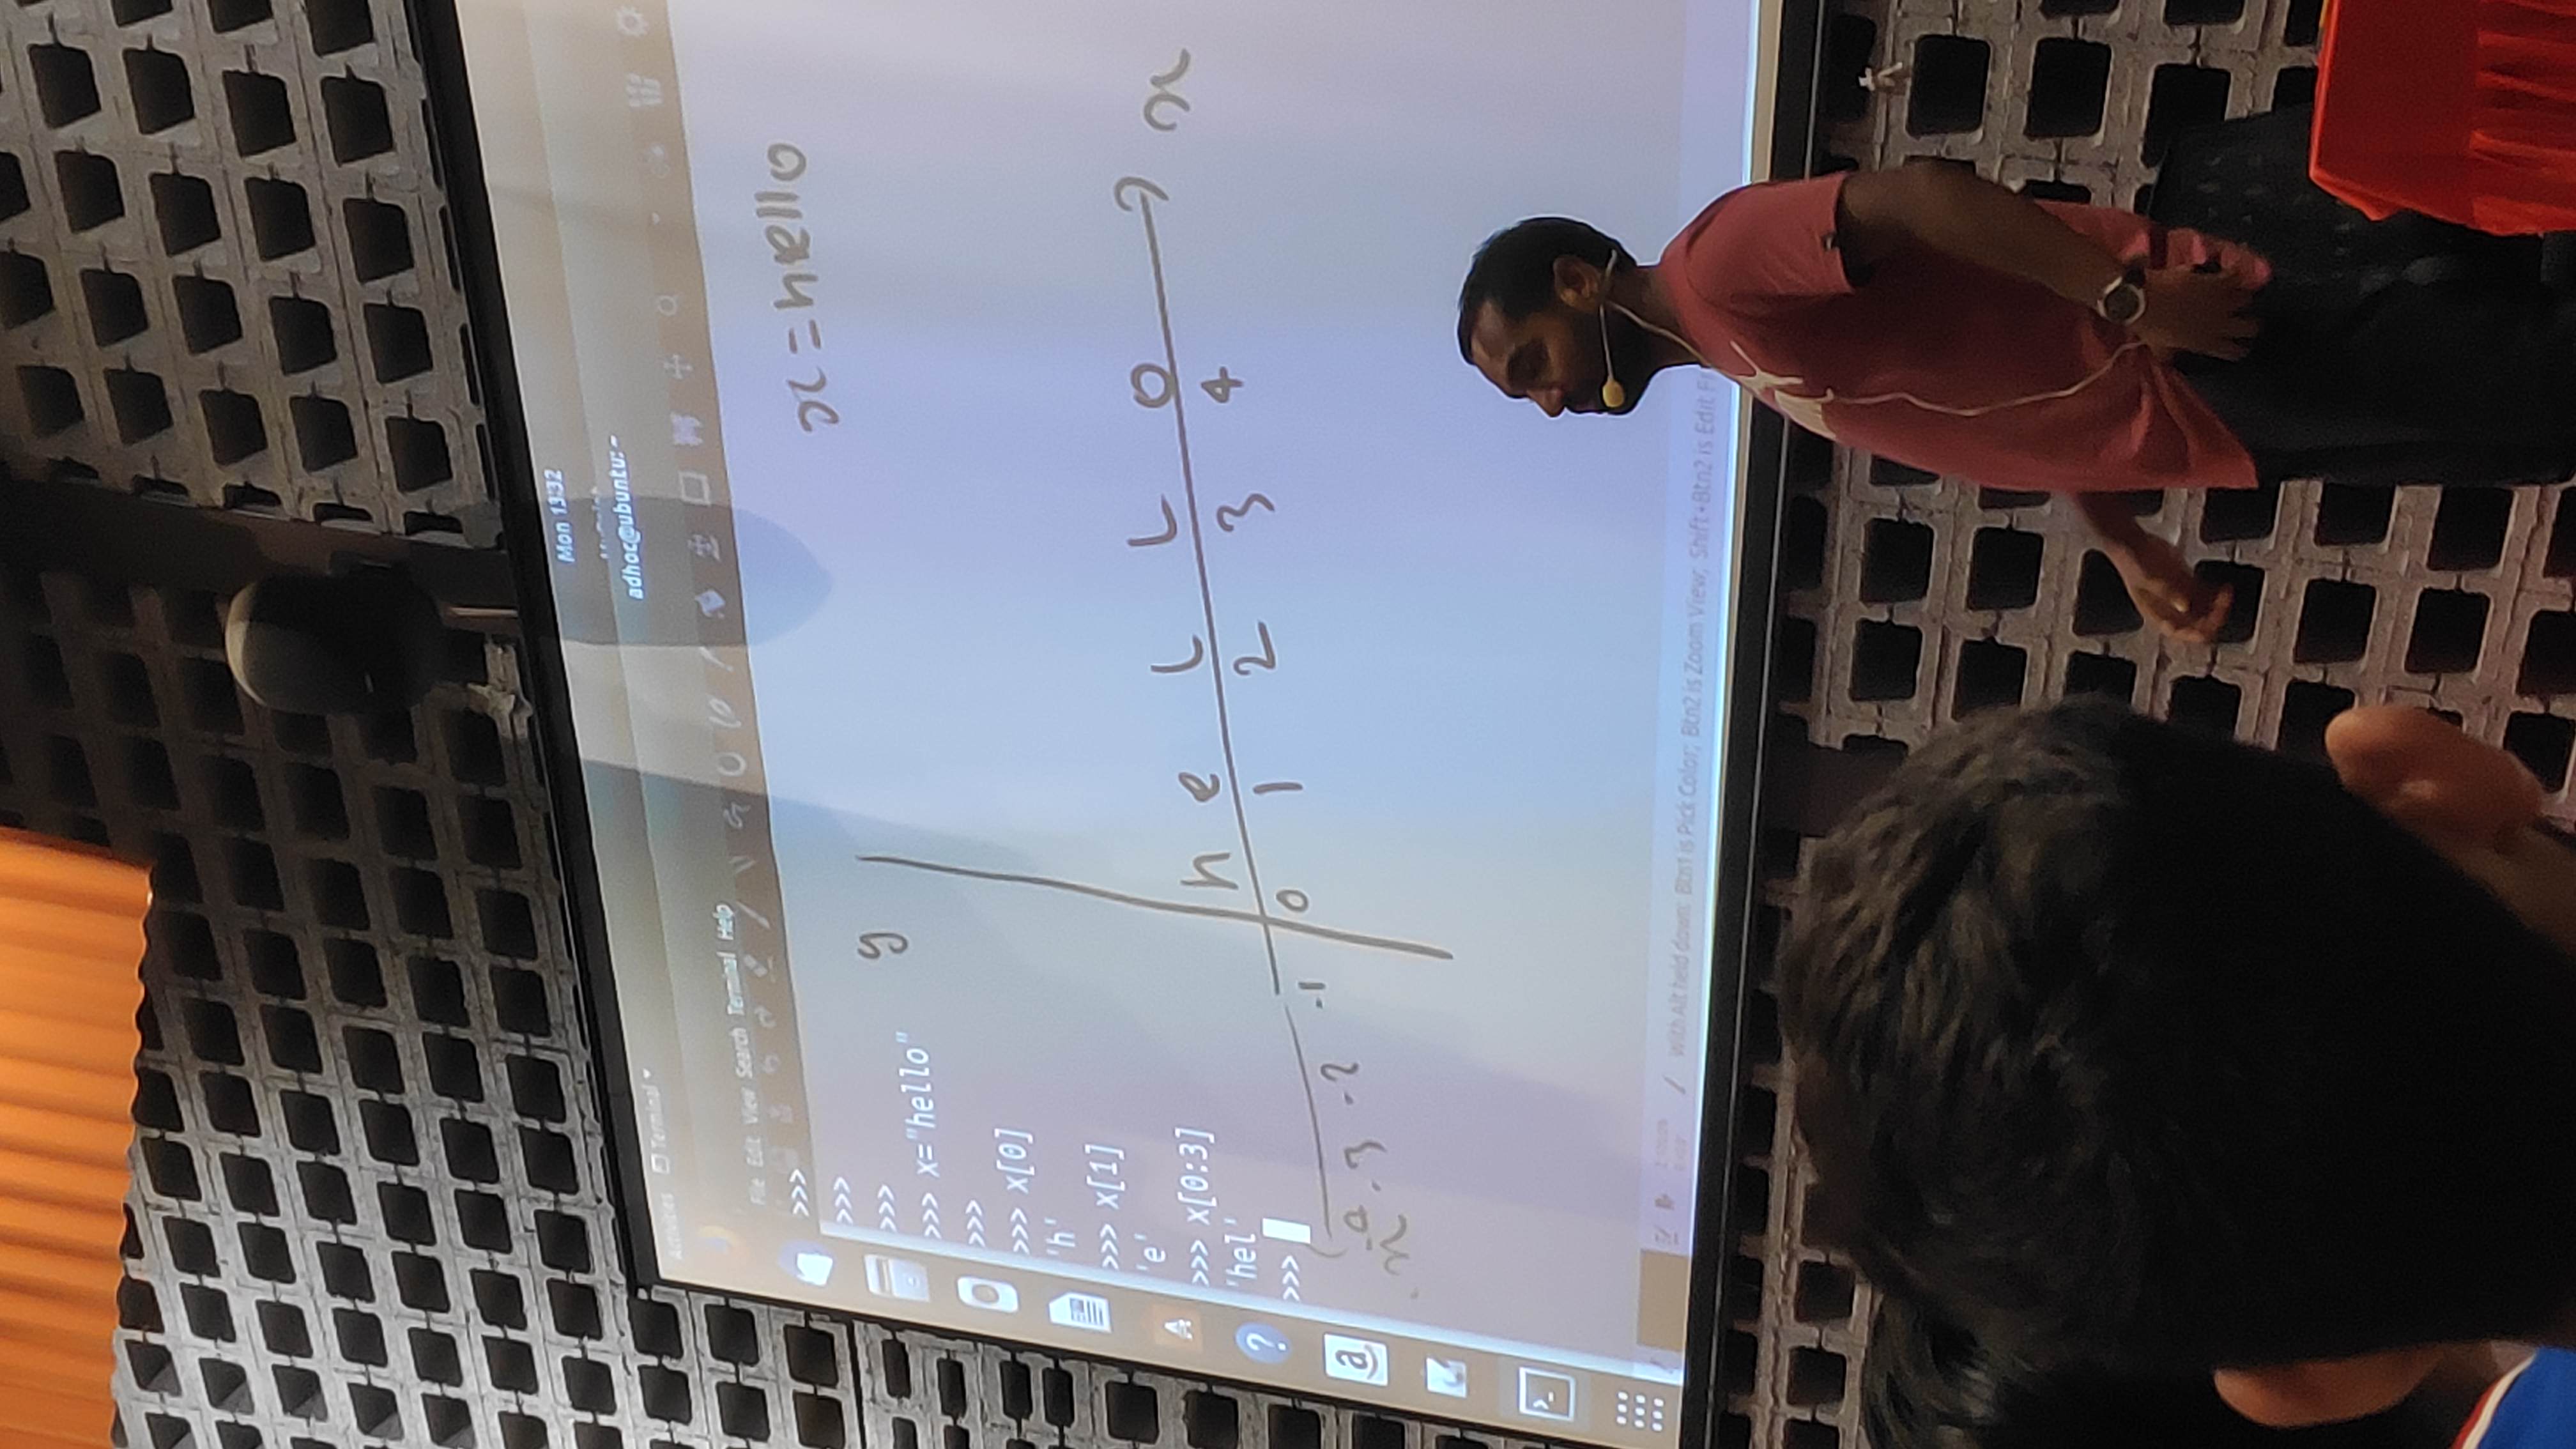 Mon 13:32
Activities Terminal
adhoc@ubuntu: ~
File Edit View Search Terminal Help
>>>
>>>
>>>
>>> x="hello"
>>>
>>> x[0]
'h'
>>> x[1]
'e'
>>> x[0:3]
'hel'
>>>
x = hello
y
h e l l o
x
-3 -2 -1 0 1 2 3 4
With Alt held down: Btn1 is Pick Color; Btn2 is Zoom View; Shift+Btn2 is Edit